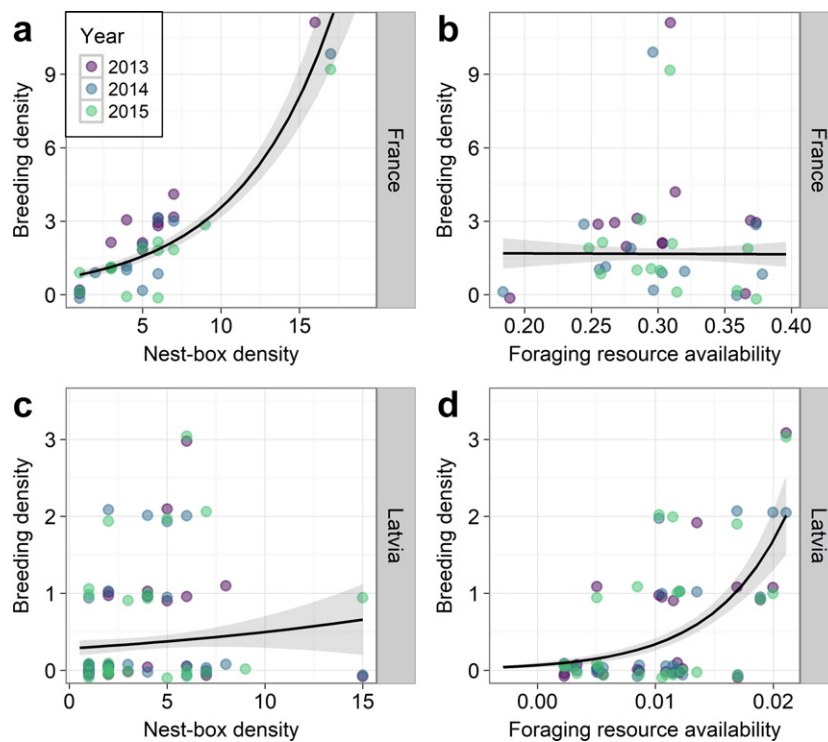 a
Year
2013
2014
2015
Breeding density
9
6
3
0
5
10
15
Nest-box density
b
Breeding density
9
6
3
0
0.20
0.25
0.30
0.35
0.40
Foraging resource availability
France
France
c
Breeding density
3
2
1
0
0
5
10
15
Nest-box density
Latvia
d
Breeding density
3
2
1
0
0.00
0.01
0.02
Foraging resource availability
Latvia